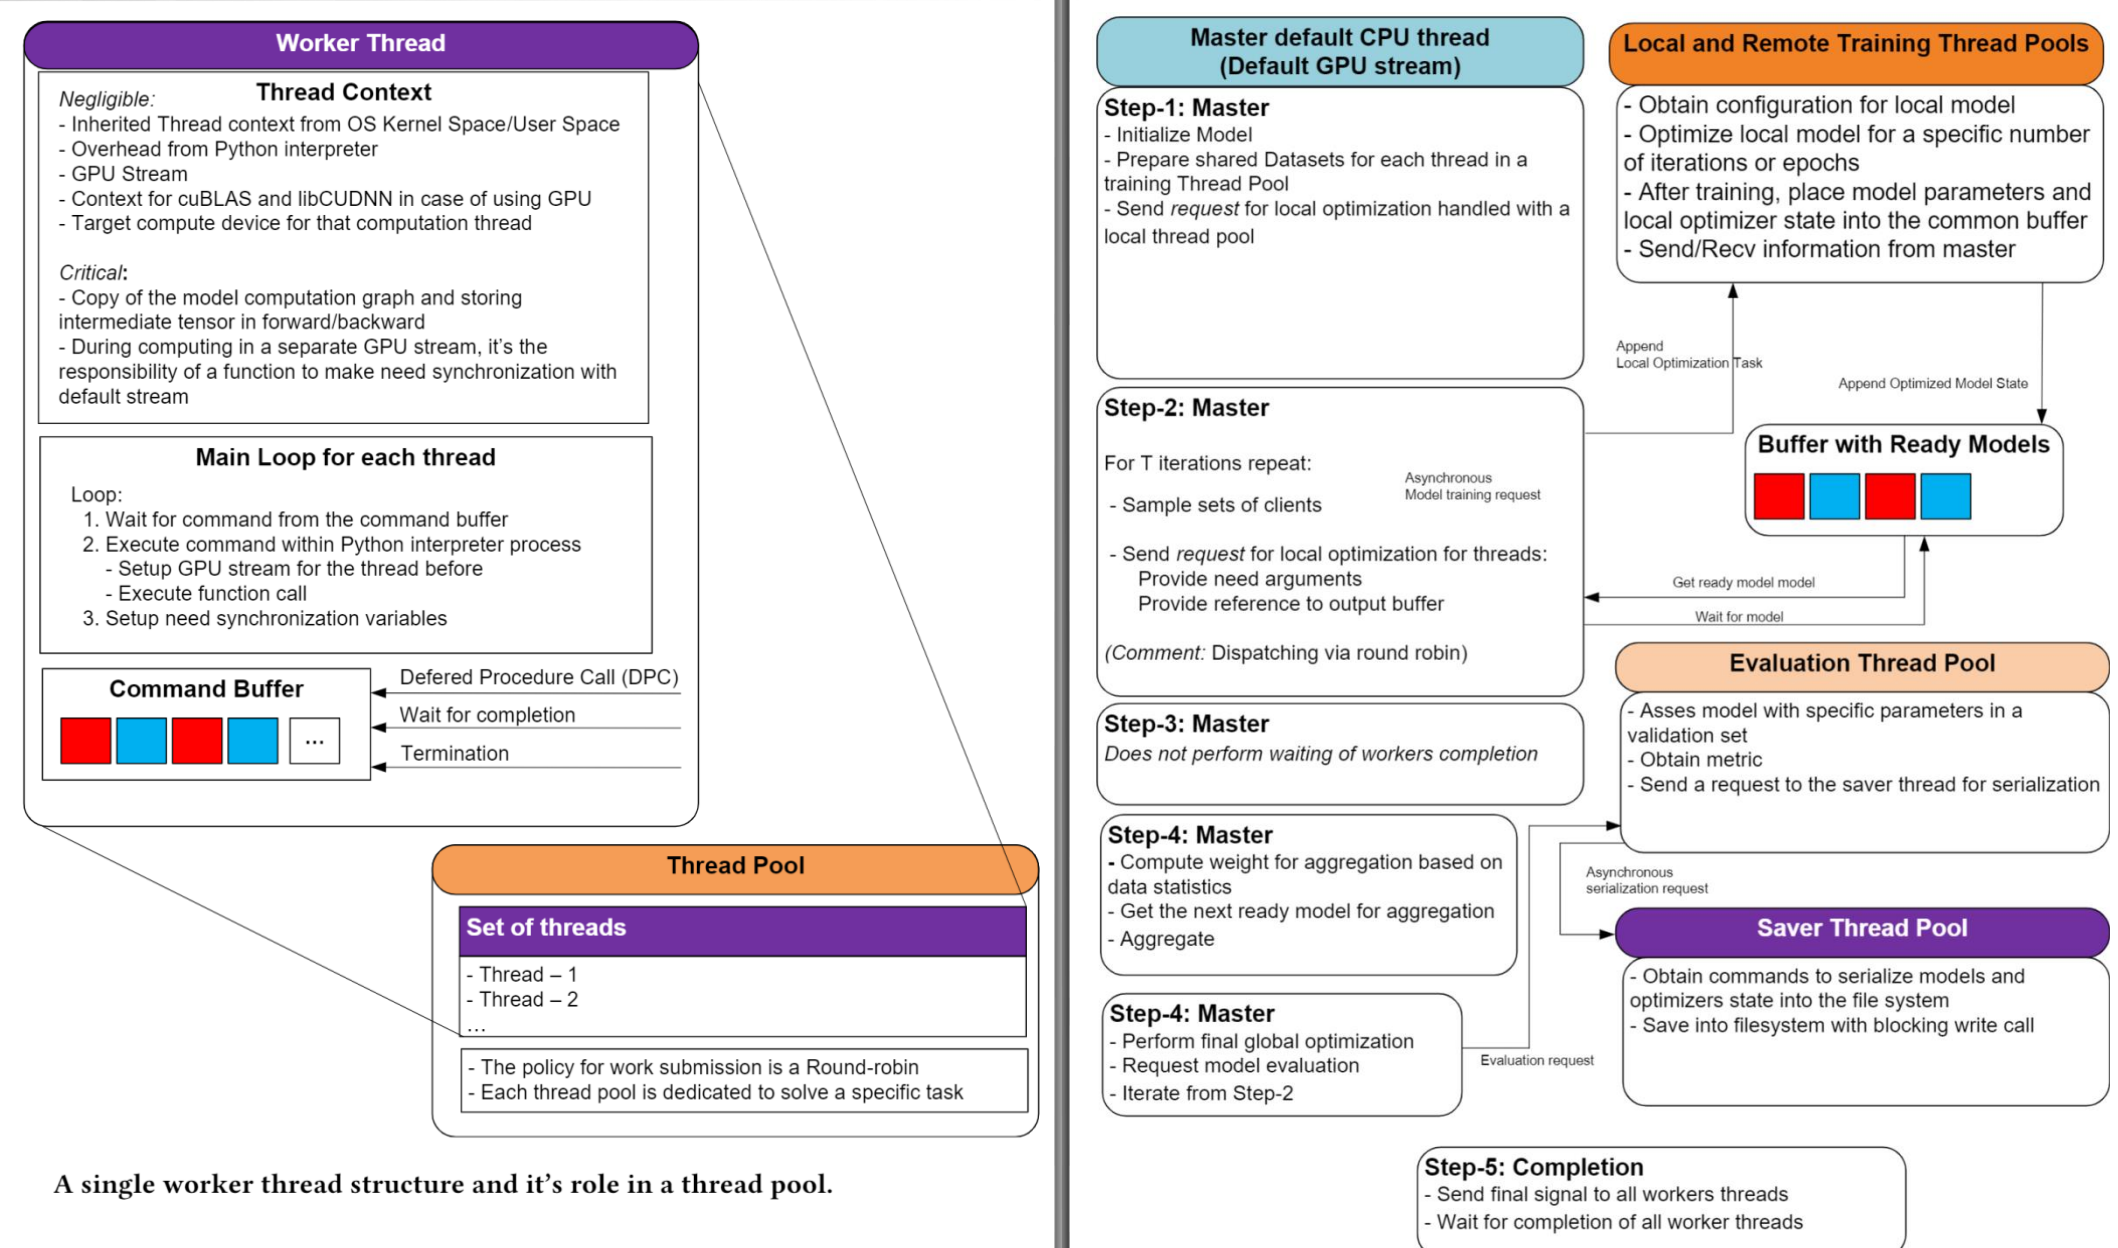 Worker Thread
Thread Context
Negligible:
- Inherited Thread context from OS Kernel Space/User Space
- Overhead from Python interpreter
- GPU Stream
- Context for cuBLAS and libCUDNN in case of using GPU
- Target compute device for that computation thread
Critical:
- Copy of the model computation graph and storing
intermediate tensor in forward/backward
- During computing in a separate GPU stream, it's the
responsibility of a function to make need synchronization with
default stream
Main Loop for each thread
Loop:
1. Wait for command from the command buffer
2. Execute command within Python interpreter process
- Setup GPU stream for the thread before
- Execute function call
3. Setup need synchronization variables
Command Buffer
...
Defered Procedure Call (DPC)
Wait for completion
Termination
Thread Pool
Set of threads
- Thread – 1
- Thread – 2
...
- The policy for work submission is a Round-robin
- Each thread pool is dedicated to solve a specific task
A single worker thread structure and it's role in a thread pool.
Master default CPU thread
(Default GPU stream)
Step-1: Master
- Initialize Model
- Prepare shared Datasets for each thread in a
training Thread Pool
- Send request for local optimization handled with a
local thread pool
Step-2: Master
For T iterations repeat:
- Sample sets of clients
Asynchronous
Model training request
- Send request for local optimization for threads:
Provide need arguments
Provide reference to output buffer
(Comment: Dispatching via round robin)
Step-3: Master
Does not perform waiting of workers completion
Step-4: Master
- Compute weight for aggregation based on
data statistics
- Get the next ready model for aggregation
- Aggregate
Step-4: Master
- Perform final global optimization
- Request model evaluation
- Iterate from Step-2
Evaluation request
Local and Remote Training Thread Pools
- Obtain configuration for local model
- Optimize local model for a specific number
of iterations or epochs
- After training, place model parameters and
local optimizer state into the common buffer
- Send/Recv information from master
Append
Local Optimization Task
Append Optimized Model State
Buffer with Ready Models
Get ready model model
Wait for model
Evaluation Thread Pool
- Asses model with specific parameters in a
validation set
- Obtain metric
- Send a request to the saver thread for serialization
Asynchronous
serialization request
Saver Thread Pool
- Obtain commands to serialize models and
optimizers state into the file system
- Save into filesystem with blocking write call
Step-5: Completion
- Send final signal to all workers threads
- Wait for completion of all worker threads